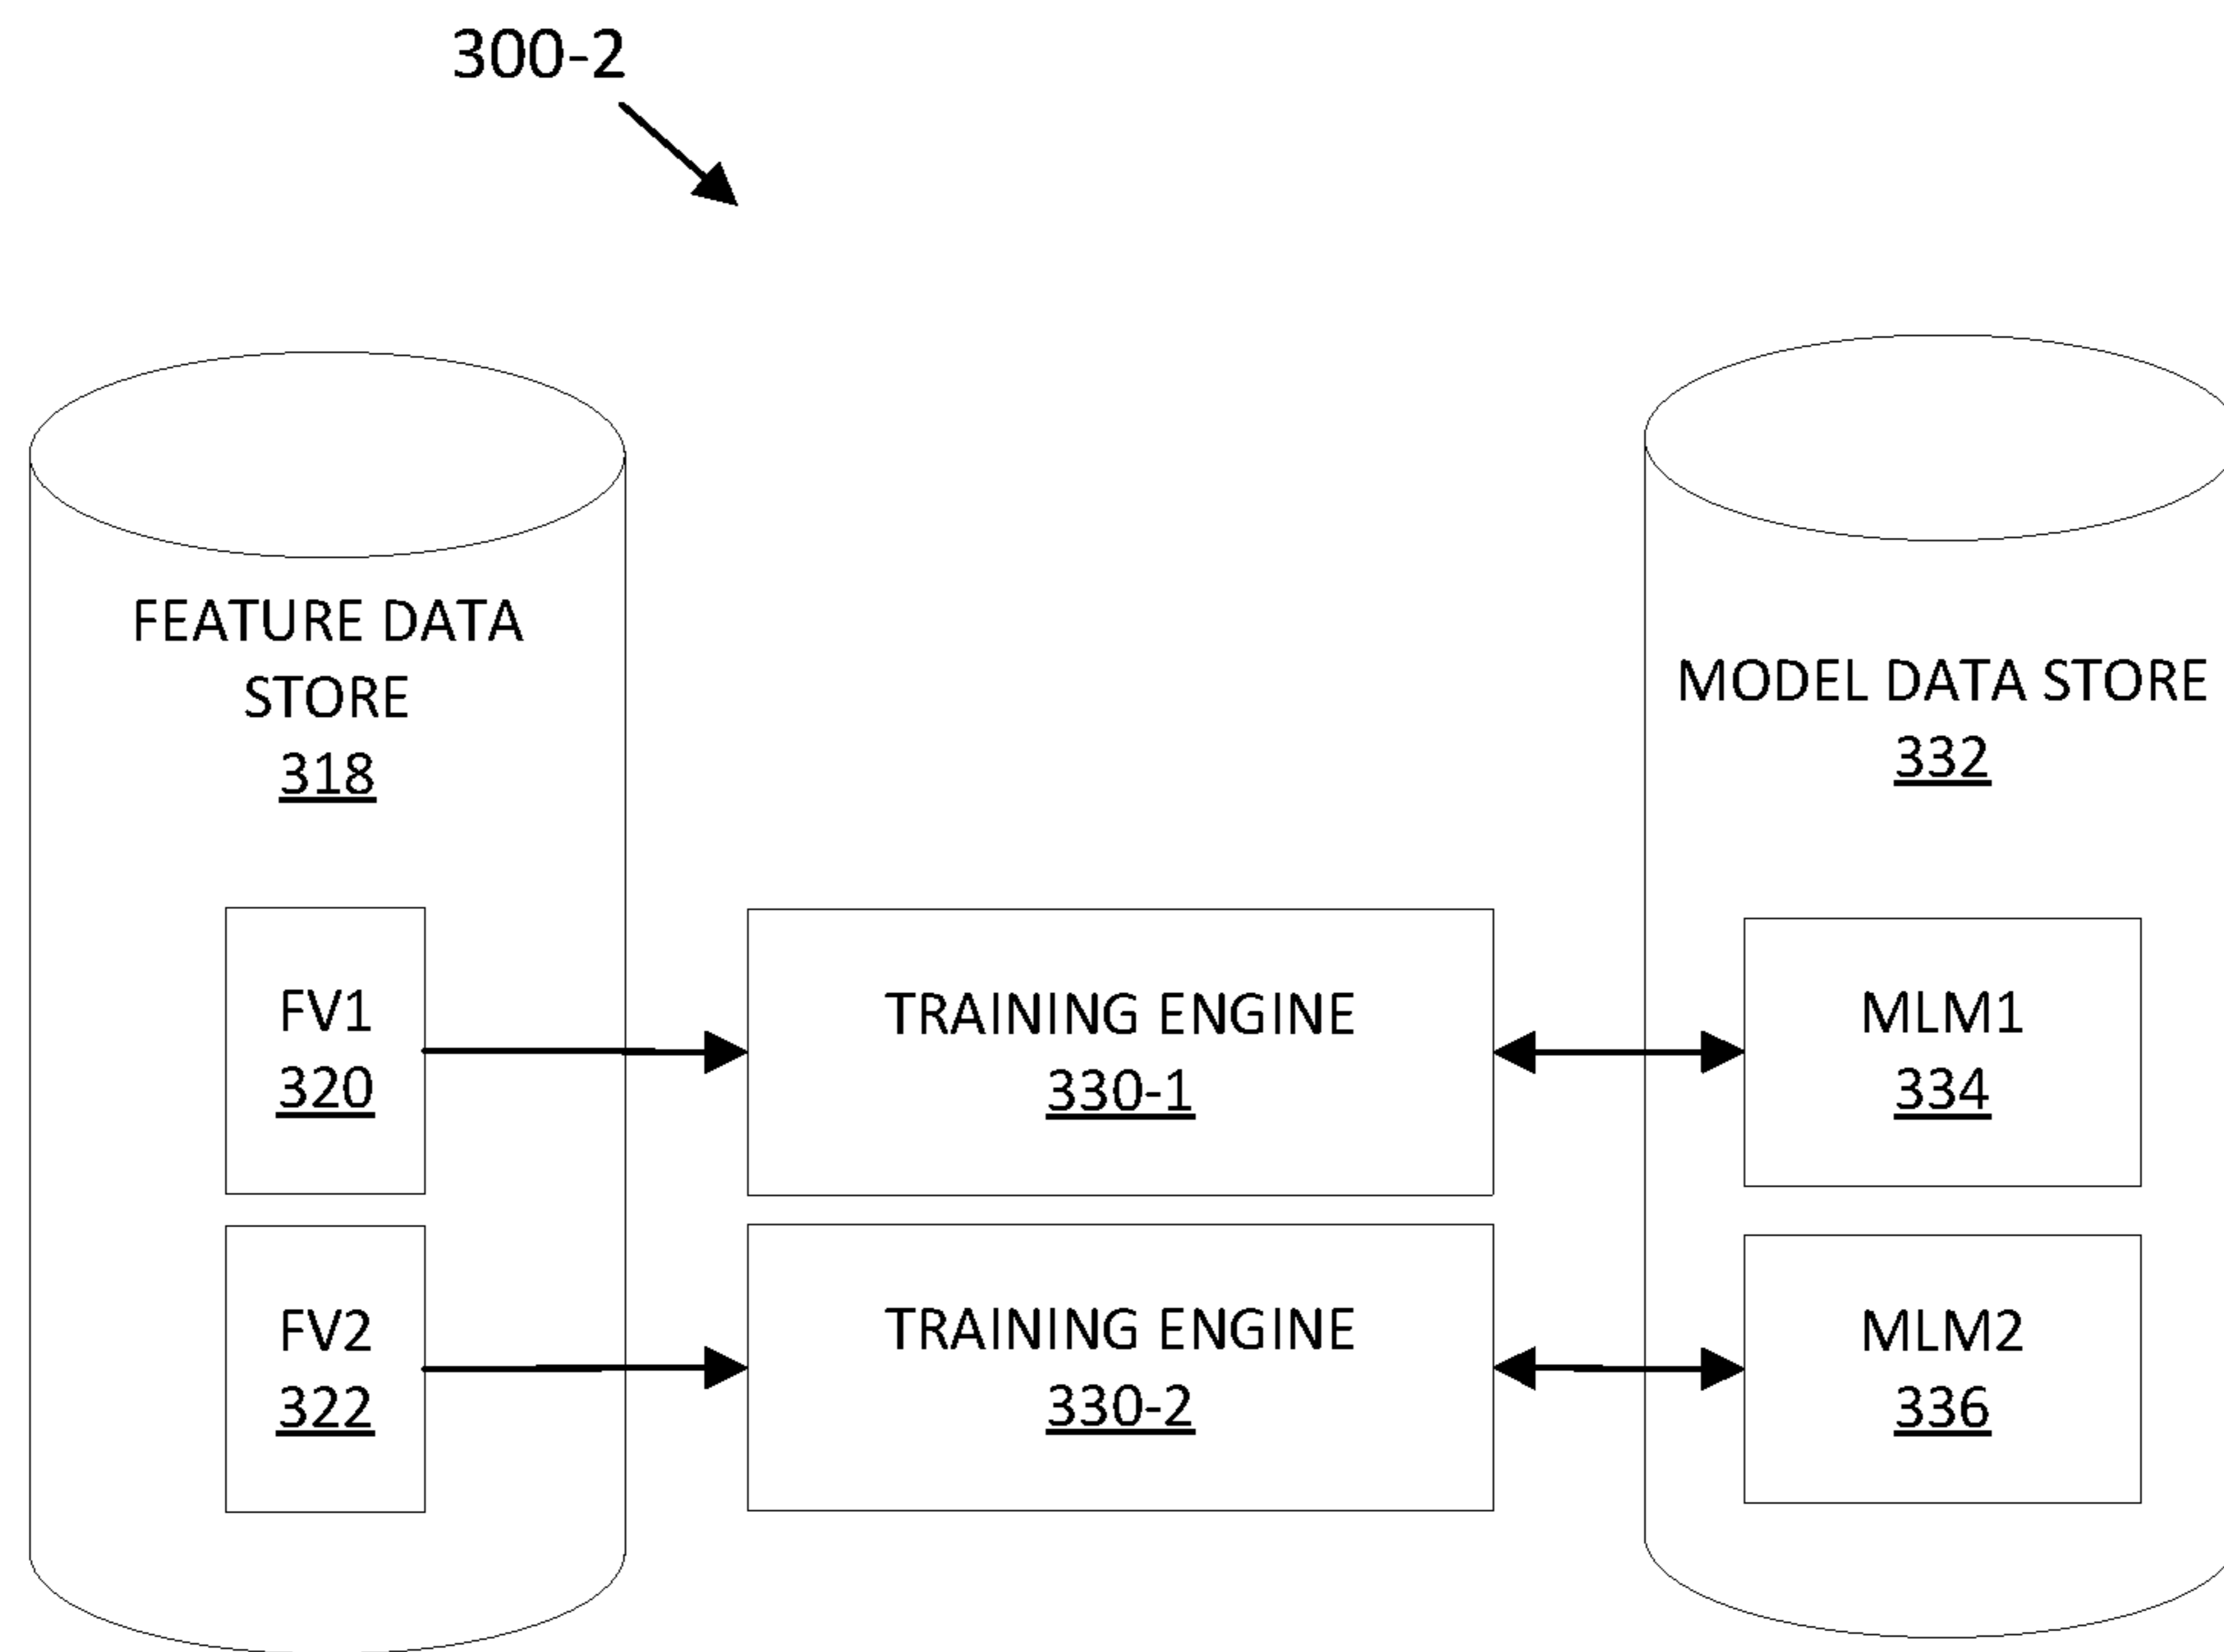 300-2
FEATURE DATA
STORE
318
MODEL DATA STORE
332
FV1
320
TRAINING ENGINE
330-1
MLM1
334
FV2
322
TRAINING ENGINE
330-2
MLM2
336